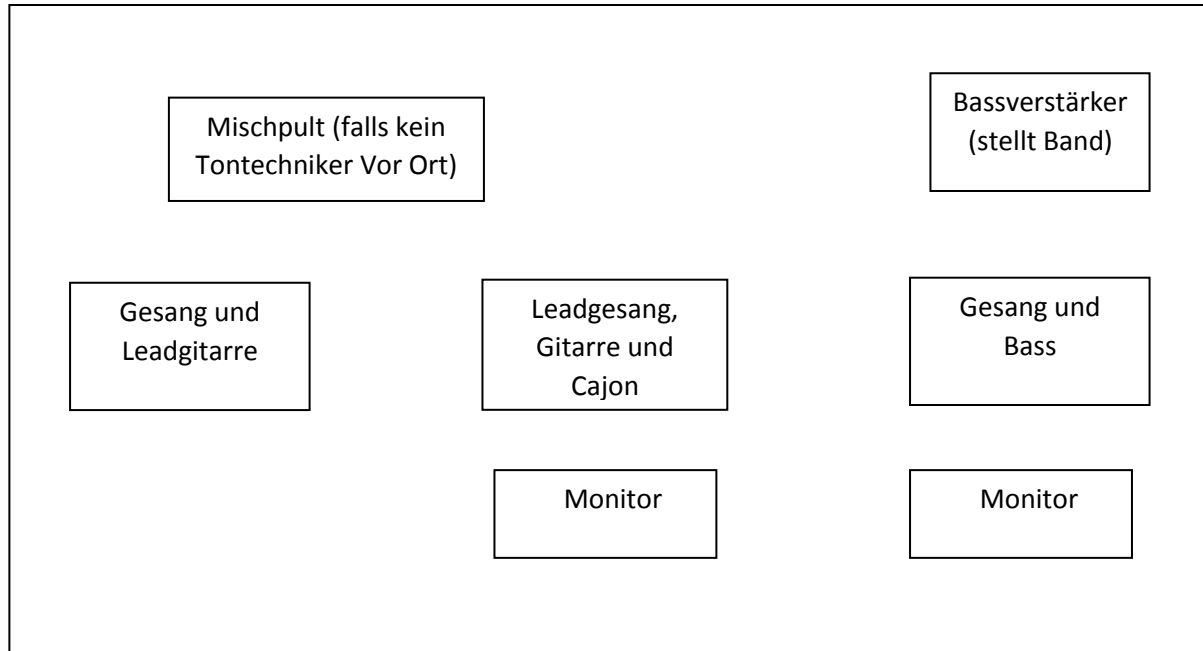 Mischpult (falls kein
Tontechniker Vor Ort)
Bassverstärker
(stellt Band)
Gesang und
Leadgitarre
Leadgesang,
Gitarre und
Cajon
Gesang und
Bass
Monitor
Monitor